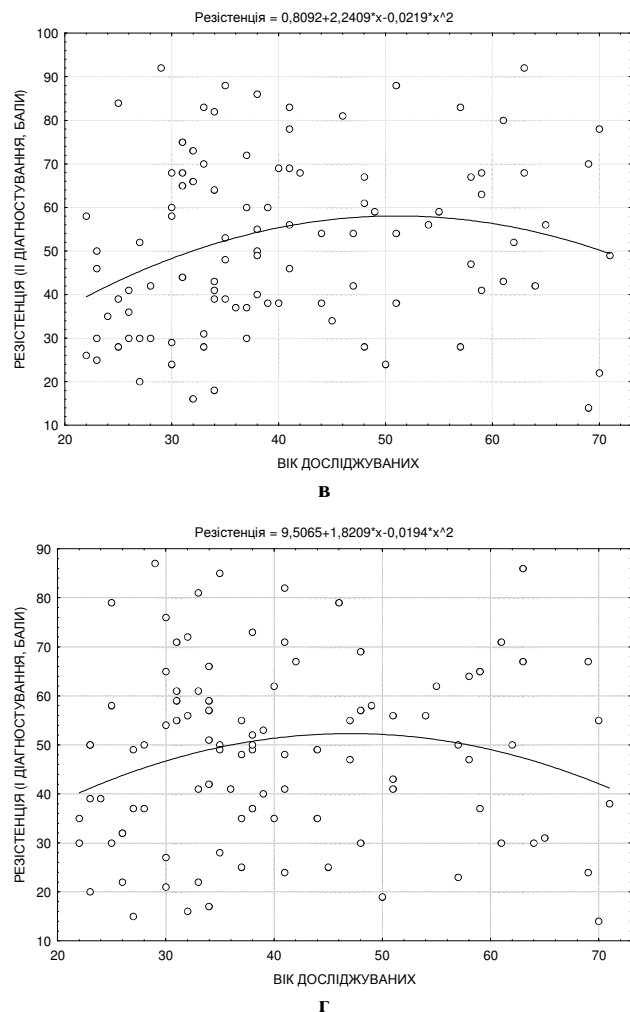 Резістенція = 0,8092+2,2409*x-0,0219*x^2
100
90
80
70
60
50
40
30
20
10
РЕЗІСТЕНЦІЯ (ІІ ДІАГНОСТУВАННЯ, БАЛИ)
20 30 40 50 60 70
ВІК ДОСЛІДЖУВАНИХ
в
Резістенція = 9,5065+1,8209*x-0,0194*x^2
90
80
70
60
50
40
30
20
10
РЕЗІСТЕНЦІЯ (І ДІАГНОСТУВАННЯ, БАЛИ)
20 30 40 50 60 70
ВІК ДОСЛІДЖУВАНИХ
г